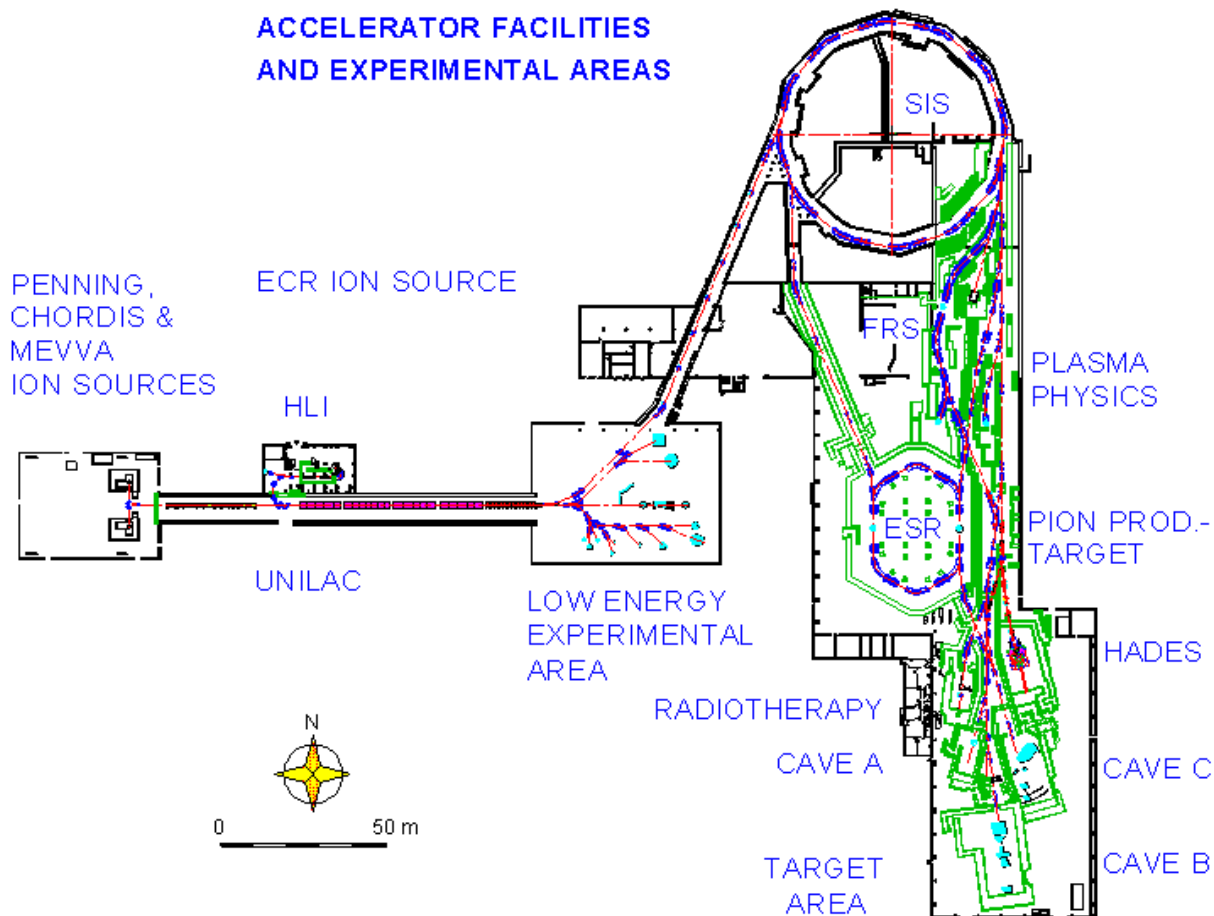 ACCELERATOR FACILITIES
AND EXPERIMENTAL AREAS
SIS
PENNING,
CHORDIS &
MEVVA
ION SOURCES
ECR ION SOURCE
HLI
FRS
PLASMA
PHYSICS
UNILAC
ESR
PION PROD.-
TARGET
LOW ENERGY
EXPERIMENTAL
AREA
HADES
RADIOTHERAPY
CAVE A
CAVE C
N
0 50 m
TARGET
AREA
CAVE B